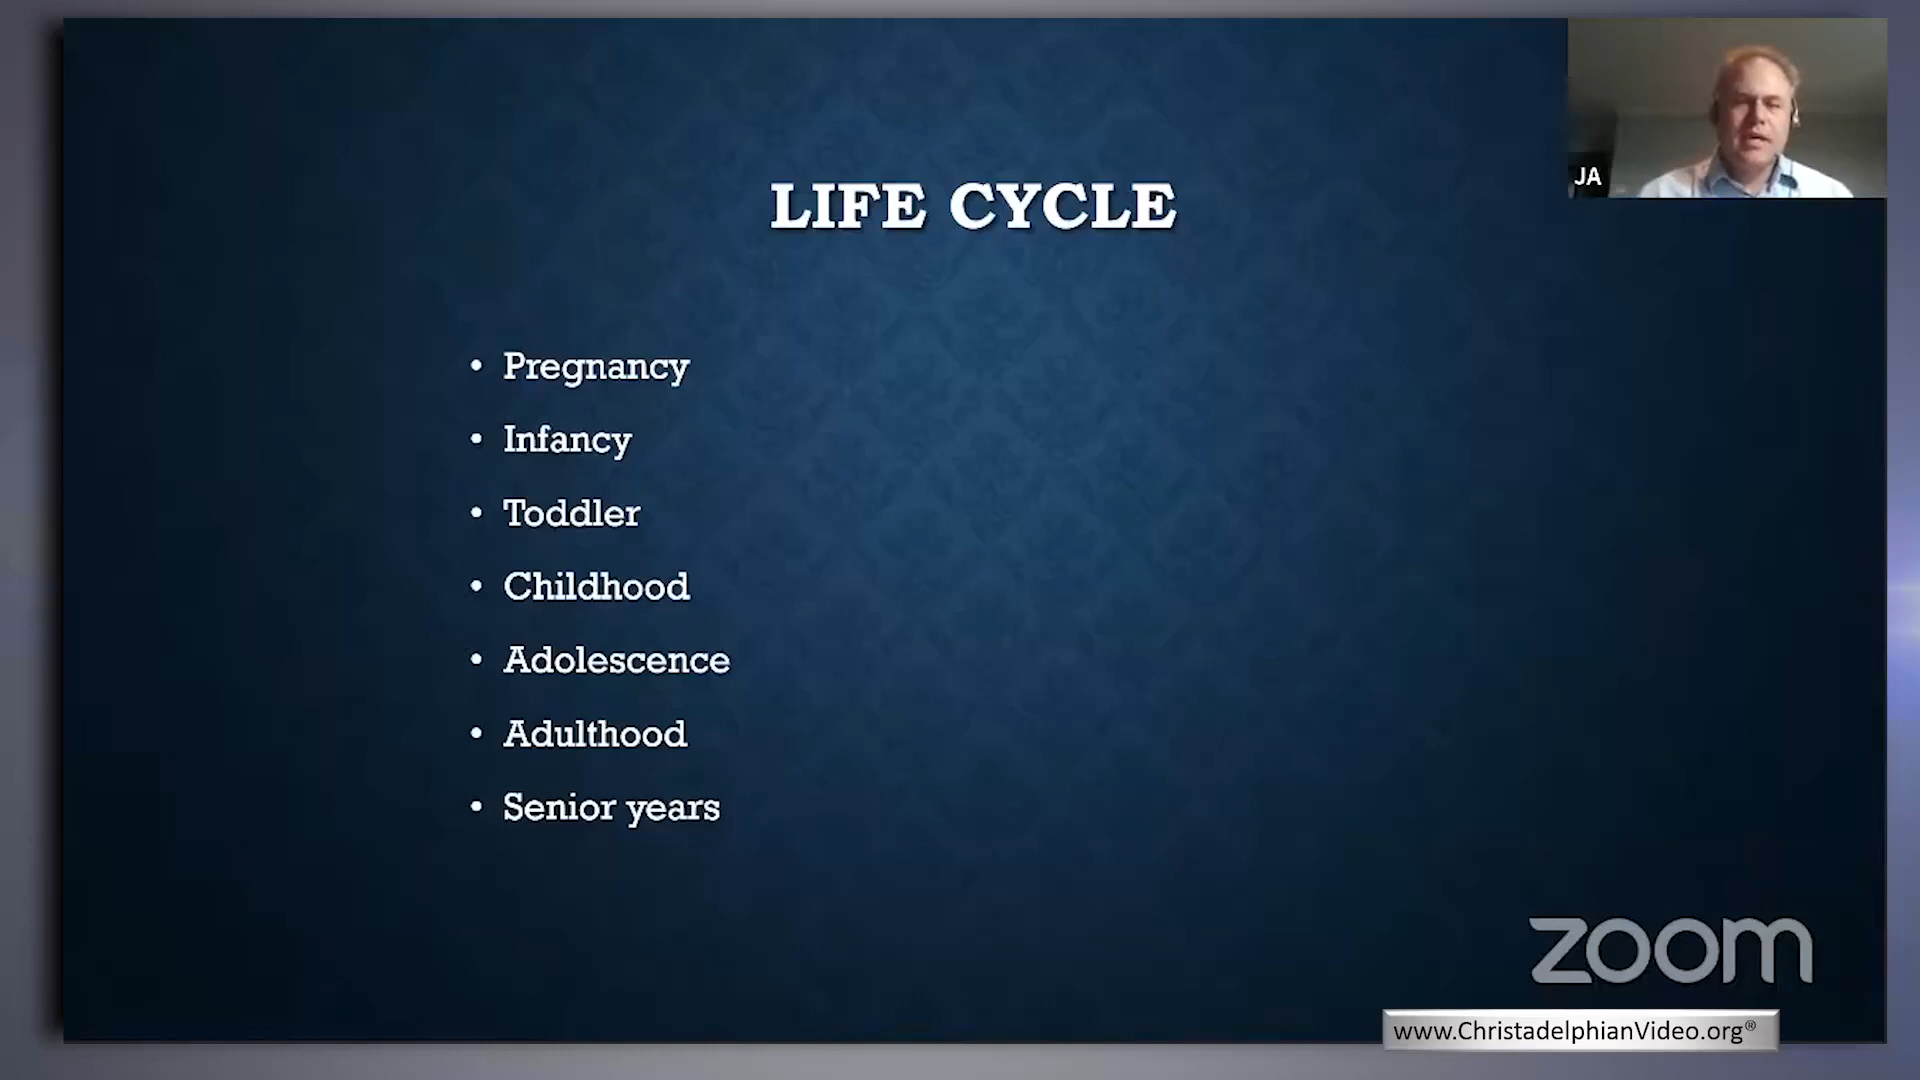 JA
LIFE CYCLE
• Pregnancy
• Infancy
• Toddler
• Childhood
• Adolescence
• Adulthood
• Senior years
zoom
www.ChristadelphianVideo.org®